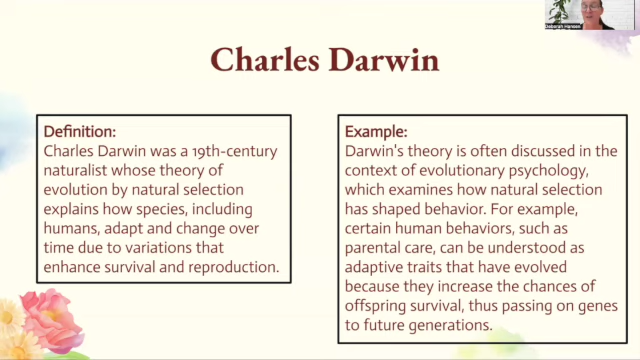 Deborah Hansen
Charles Darwin
Definition:
Charles Darwin was a 19th-century
naturalist whose theory of
evolution by natural selection
explains how species, including
humans, adapt and change over
time due to variations that
enhance survival and reproduction.
Example:
Darwin's theory is often discussed in the
context of evolutionary psychology,
which examines how natural selection
has shaped behavior. For example,
certain human behaviors, such as
parental care, can be understood as
adaptive traits that have evolved
because they increase the chances of
offspring survival, thus passing on genes
to future generations.